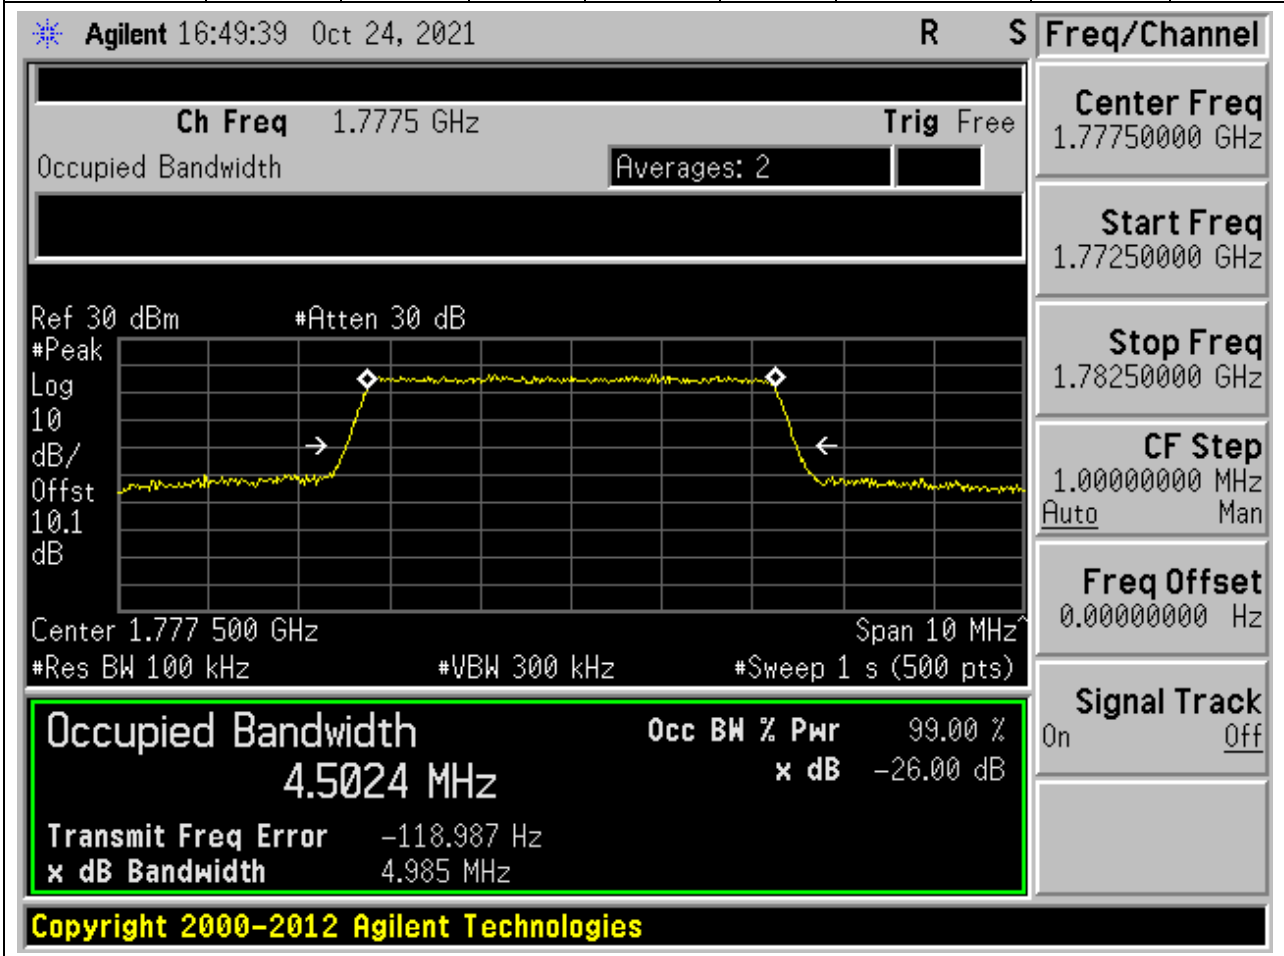 Agilent 16:49:39 Oct 24, 2021 R S Freq/Channel
Ch Freq 1.7775 GHz Trig Free
Occupied Bandwidth Averages: 2
Center Freq
1.77750000 GHz
Start Freq
1.77250000 GHz
Stop Freq
1.78250000 GHz
CF Step
1.00000000 MHz
Auto Man
Freq Offset
0.00000000 Hz
Signal Track
On Off
Ref 30 dBm #Atten 30 dB
#Peak
Log
10
dB/
Offst
10.1
dB
Center 1.777 500 GHz Span 10 MHz^
#Res BW 100 kHz #VBW 300 kHz #Sweep 1 s (500 pts)
Occupied Bandwidth Occ BW % Pwr 99.00 %
4.5024 MHz x dB -26.00 dB
Transmit Freq Error -118.987 Hz
x dB Bandwidth 4.985 MHz
Copyright 2000-2012 Agilent Technologies